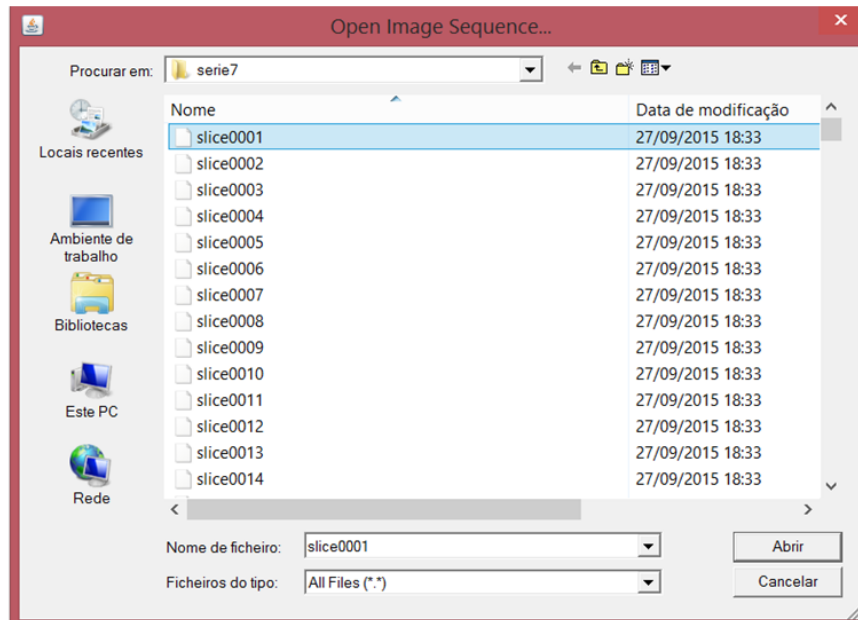 Open Image Sequence...
Procurar em: serie7
Nome Data de modificação
slice0001 27/09/2015 18:33
slice0002 27/09/2015 18:33
slice0003 27/09/2015 18:33
slice0004 27/09/2015 18:33
slice0005 27/09/2015 18:33
slice0006 27/09/2015 18:33
slice0007 27/09/2015 18:33
slice0008 27/09/2015 18:33
slice0009 27/09/2015 18:33
slice0010 27/09/2015 18:33
slice0011 27/09/2015 18:33
slice0012 27/09/2015 18:33
slice0013 27/09/2015 18:33
slice0014 27/09/2015 18:33
Locais recentes
Ambiente de
trabalho
Bibliotecas
Este PC
Rede
Nome de ficheiro: slice0001 Abrir
Ficheiros do tipo: All Files (*.*) Cancelar